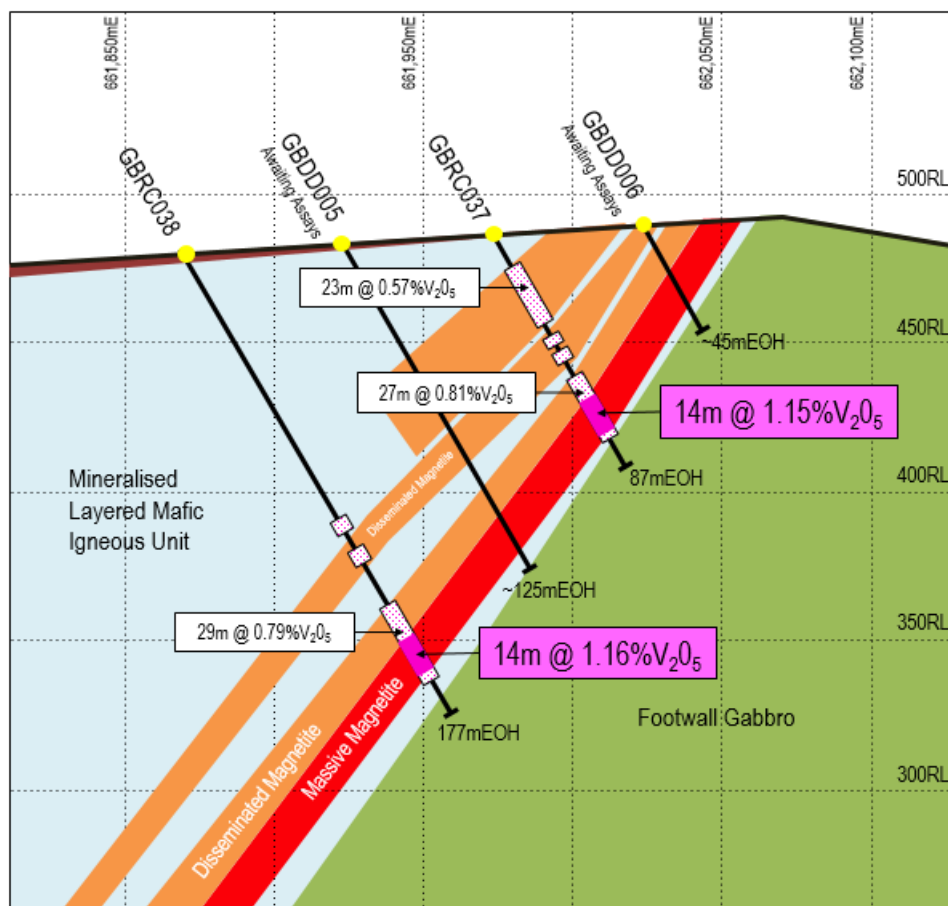 661,850mE
661,950mE
662,050mE
662,100mE
GBRC038
GBDD005
Awaiting Assays
GBRC037
GBDD006
Awaiting Assays
500RL
23m @ 0.57%V₂0₅
450RL
~45mEOH
27m @ 0.81%V₂0₅
14m @ 1.15%V₂0₅
87mEOH
Mineralised
Layered Mafic
Igneous Unit
Disseminated Magnetite
400RL
~125mEOH
29m @ 0.79%V₂0₅
14m @ 1.16%V₂0₅
350RL
177mEOH
Footwall Gabbro
Disseminated Magnetite
Massive Magnetite
300RL